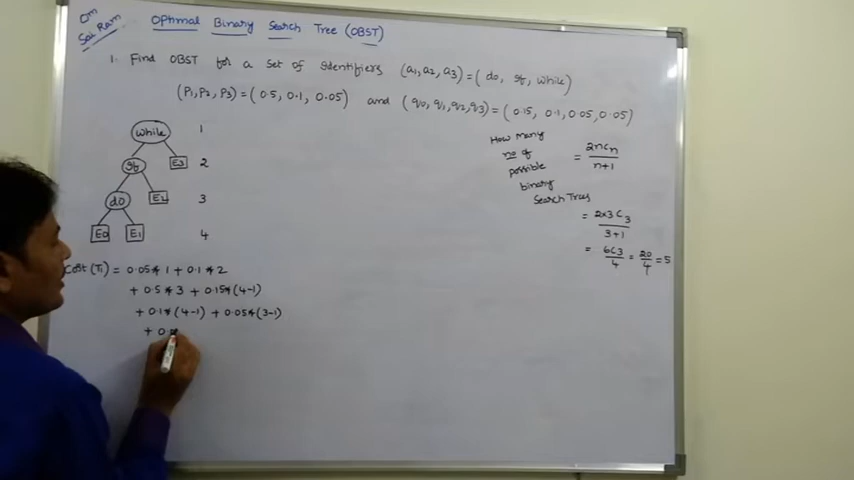 Om
Sai Ram
Optimal Binary Search Tree (OBST)
1. Find OBST for a set of identifiers (a1, a2, a3) = (do, if, while)
(P1, P2, P3) = (0.5, 0.1, 0.05) and (q0, q1, q2, q3) = (0.15, 0.1, 0.05, 0.05)
while 1
if E3 2
do E2 3
E0 E1 4
Cost(T1) = 0.05*1 + 0.1*2
+ 0.5*3 + 0.15*(4-1)
+ 0.1*(4-1) + 0.05*(3-1)
+ 0.
How many
no of
possible
binary
Search Trees
= 2nCn
n+1
= 2x3C3
3+1
= 6C3/4 = 20/4 = 5